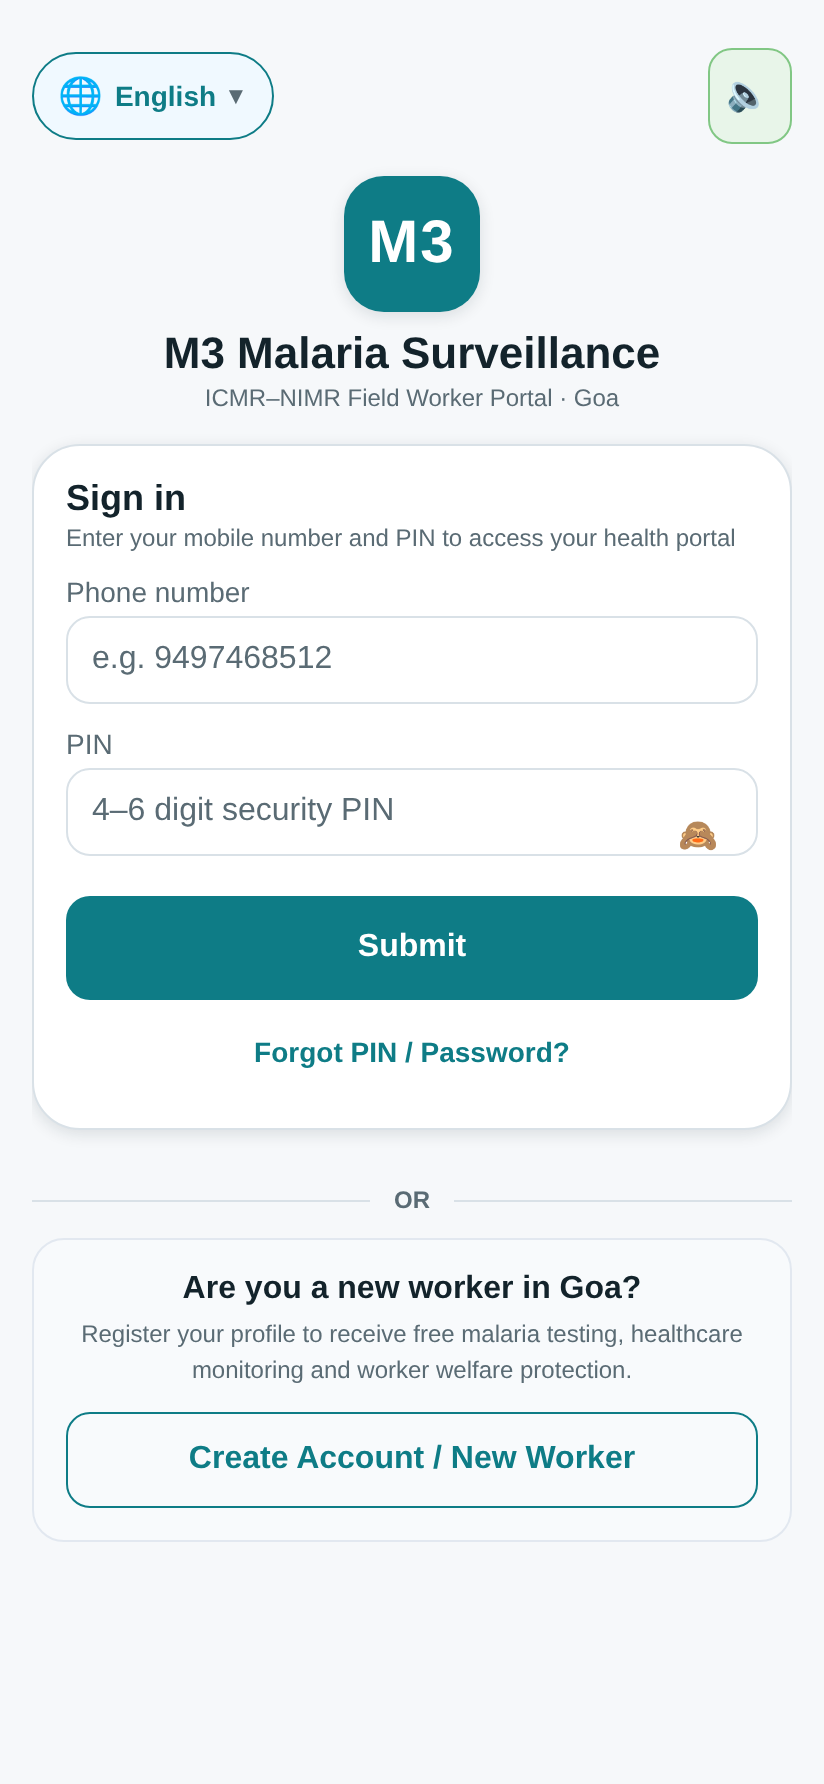 English ▼
M3
M3 Malaria Surveillance
ICMR–NIMR Field Worker Portal · Goa
Sign in
Enter your mobile number and PIN to access your health portal
Phone number
e.g. 9497468512
PIN
4–6 digit security PIN
Submit
Forgot PIN / Password?
OR
Are you a new worker in Goa?
Register your profile to receive free malaria testing, healthcare
monitoring and worker welfare protection.
Create Account / New Worker